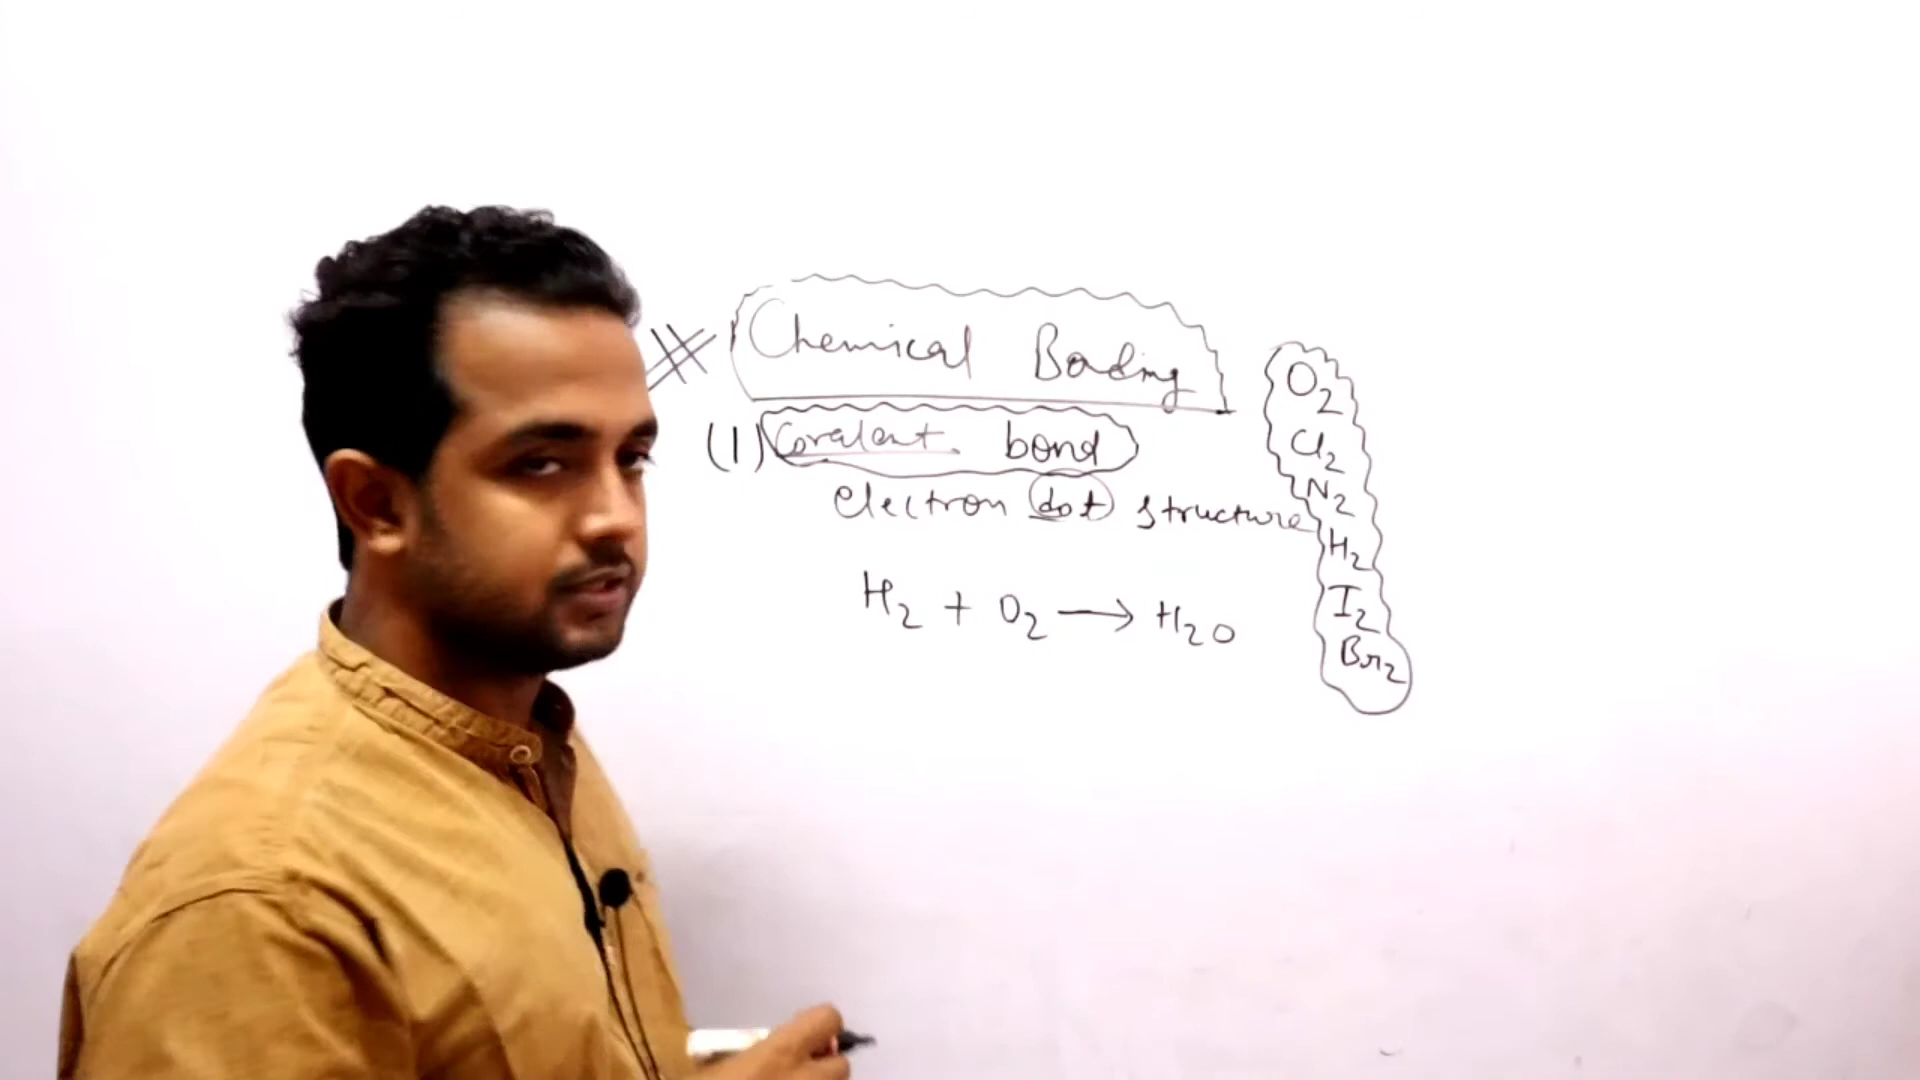 Chemical Bonding
(1) Covalent bond
electron dot structure
H2 + O2 → H2O
O2
Cl2
N2
H2
I2
Br2